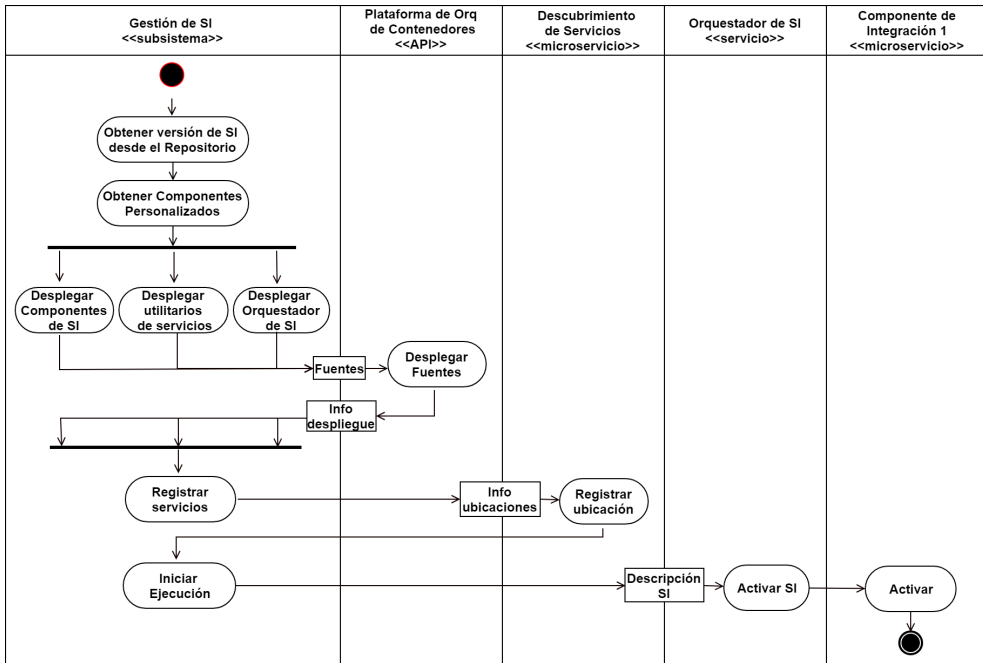 Gestión de SI
<<subsistema>>
Plataforma de Orq
de Contenedores
<<API>>
Descubrimiento
de Servicios
<<microservicio>>
Orquestador de SI
<<servicio>>
Componente de
Integración 1
<<microservicio>>
Obtener versión de SI
desde el Repositorio
Obtener Componentes
Personalizados
Desplegar
Componentes
de SI
Desplegar
utilitarios
de servicios
Desplegar
Orquestador
de SI
Fuentes
Desplegar
Fuentes
Info
despliegue
Registrar
servicios
Info
ubicaciones
Registrar
ubicación
Iniciar
Ejecución
Descripción
SI
Activar SI
Activar